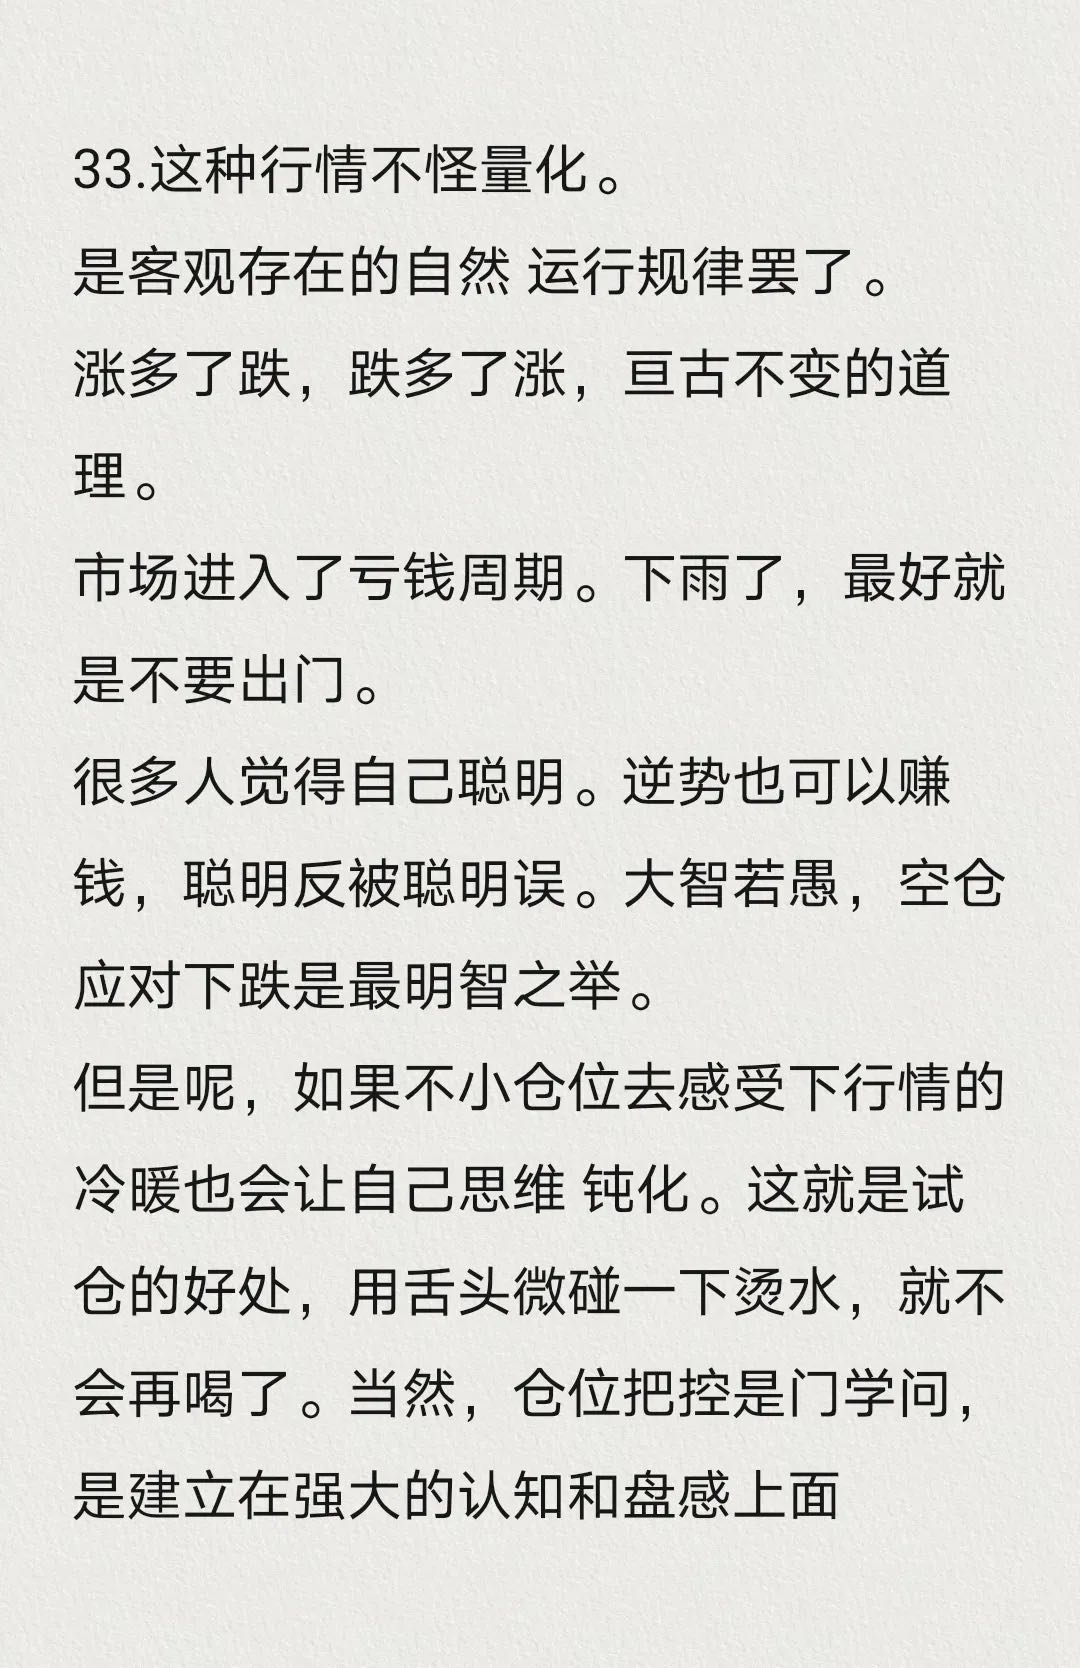 33.这种行情不怪量化。
是客观存在的自然 运行规律罢了。
涨多了跌，跌多了涨，亘古不变的道
理。
市场进入了亏钱周期。下雨了，最好就
是不要出门。
很多人觉得自己聪明。逆势也可以赚
钱，聪明反被聪明误。大智若愚，空仓
应对下跌是最明智之举。
但是呢，如果不小仓位去感受下行情的
冷暖也会让自己思维 钝化。这就是试
仓的好处，用舌头微碰一下烫水，就不
会再喝了。当然，仓位把控是门学问，
是建立在强大的认知和盘感上面